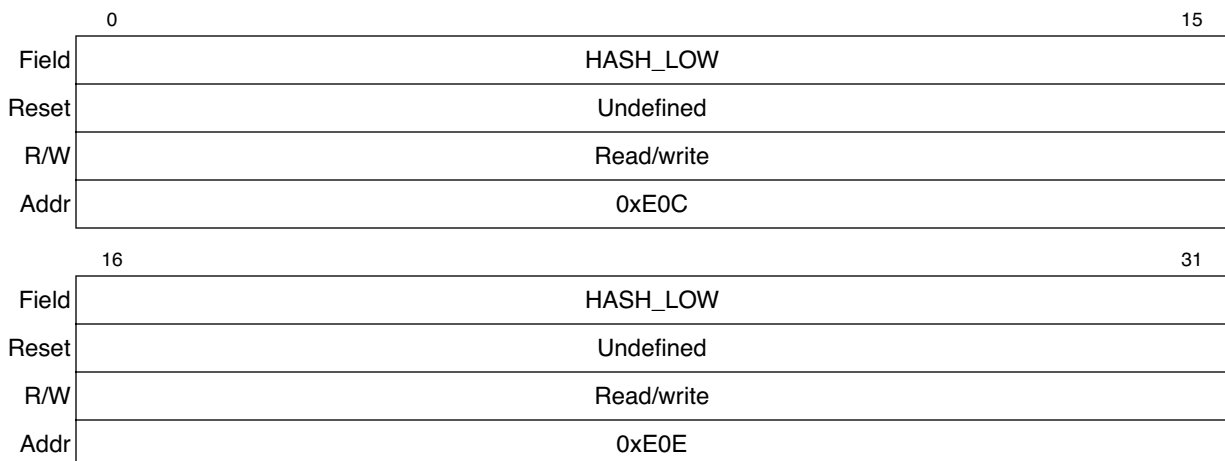 0 15
Field HASH_LOW
Reset Undefined
R/W Read/write
Addr 0xE0C
16 31
Field HASH_LOW
Reset Undefined
R/W Read/write
Addr 0xE0E